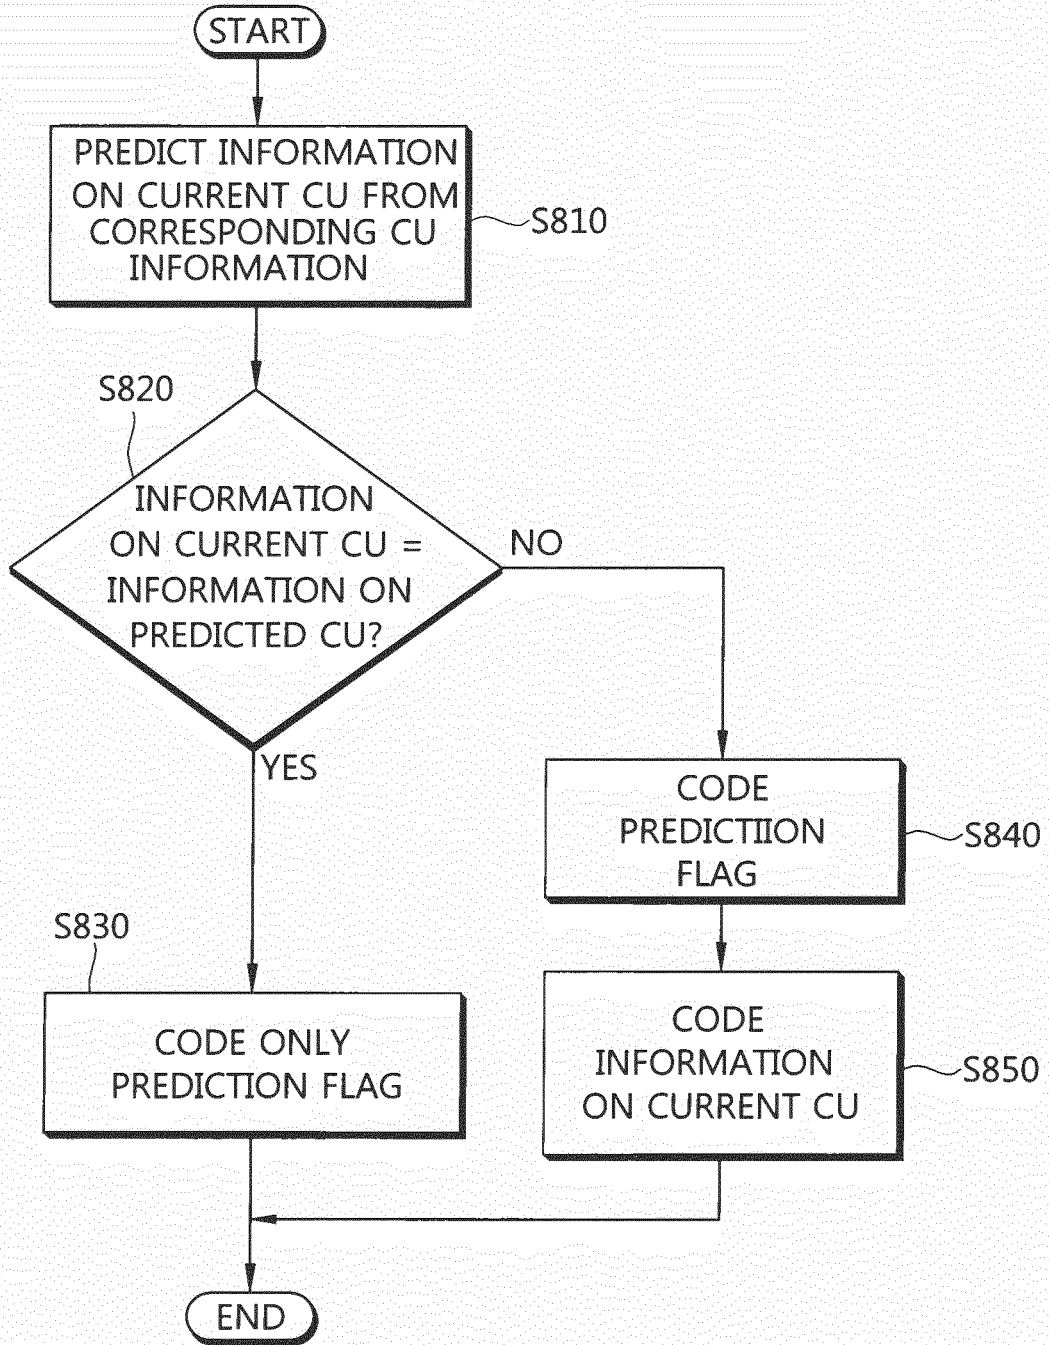 START
PREDICT INFORMATION
ON CURRENT CU FROM
CORRESPONDING CU
INFORMATION
S810
S820
INFORMATION
ON CURRENT CU =
INFORMATION ON
PREDICTED CU?
NO
YES
CODE
PREDICTIION
FLAG
S840
S830
CODE ONLY
PREDICTION FLAG
CODE
INFORMATION
ON CURRENT CU
S850
END